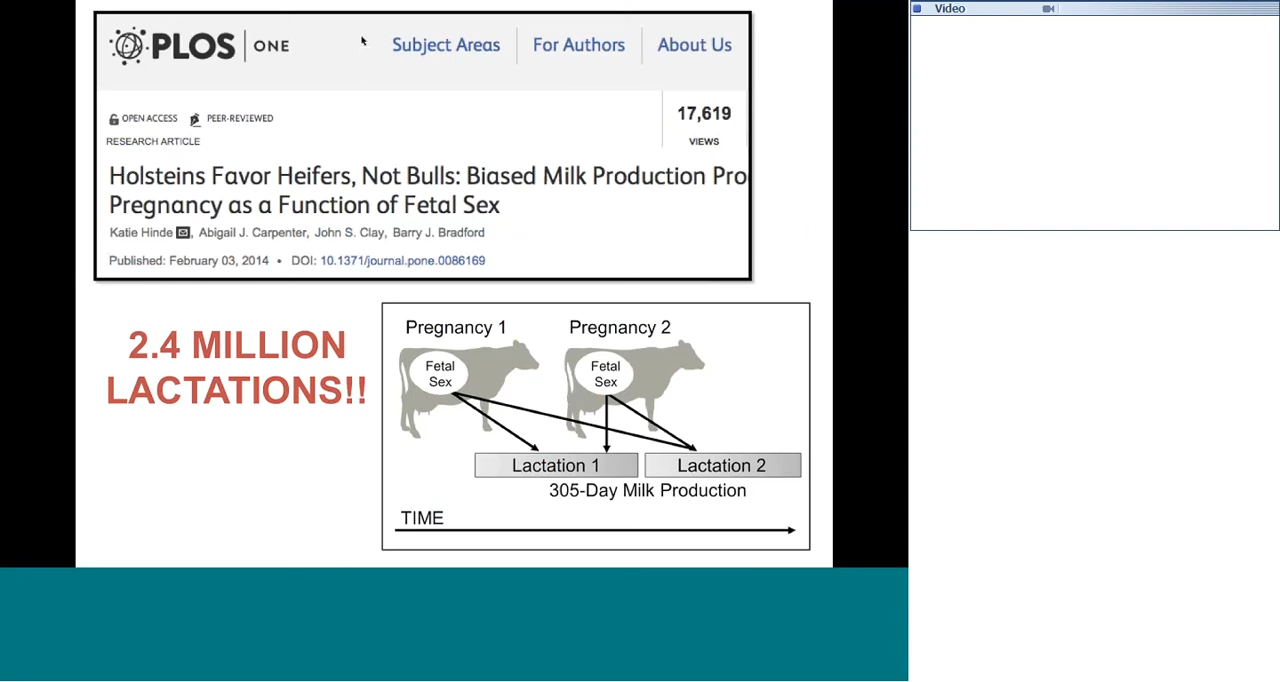 Video
PLOS ONE
Subject Areas
For Authors
About Us
OPEN ACCESS
PEER-REVIEWED
RESEARCH ARTICLE
17,619
VIEWS
Holsteins Favor Heifers, Not Bulls: Biased Milk Production Pro
Pregnancy as a Function of Fetal Sex
Katie Hinde, Abigail J. Carpenter, John S. Clay, Barry J. Bradford
Published: February 03, 2014 • DOI: 10.1371/journal.pone.0086169
2.4 MILLION
LACTATIONS!!
Pregnancy 1
Pregnancy 2
Fetal
Sex
Fetal
Sex
Lactation 1
Lactation 2
305-Day Milk Production
TIME